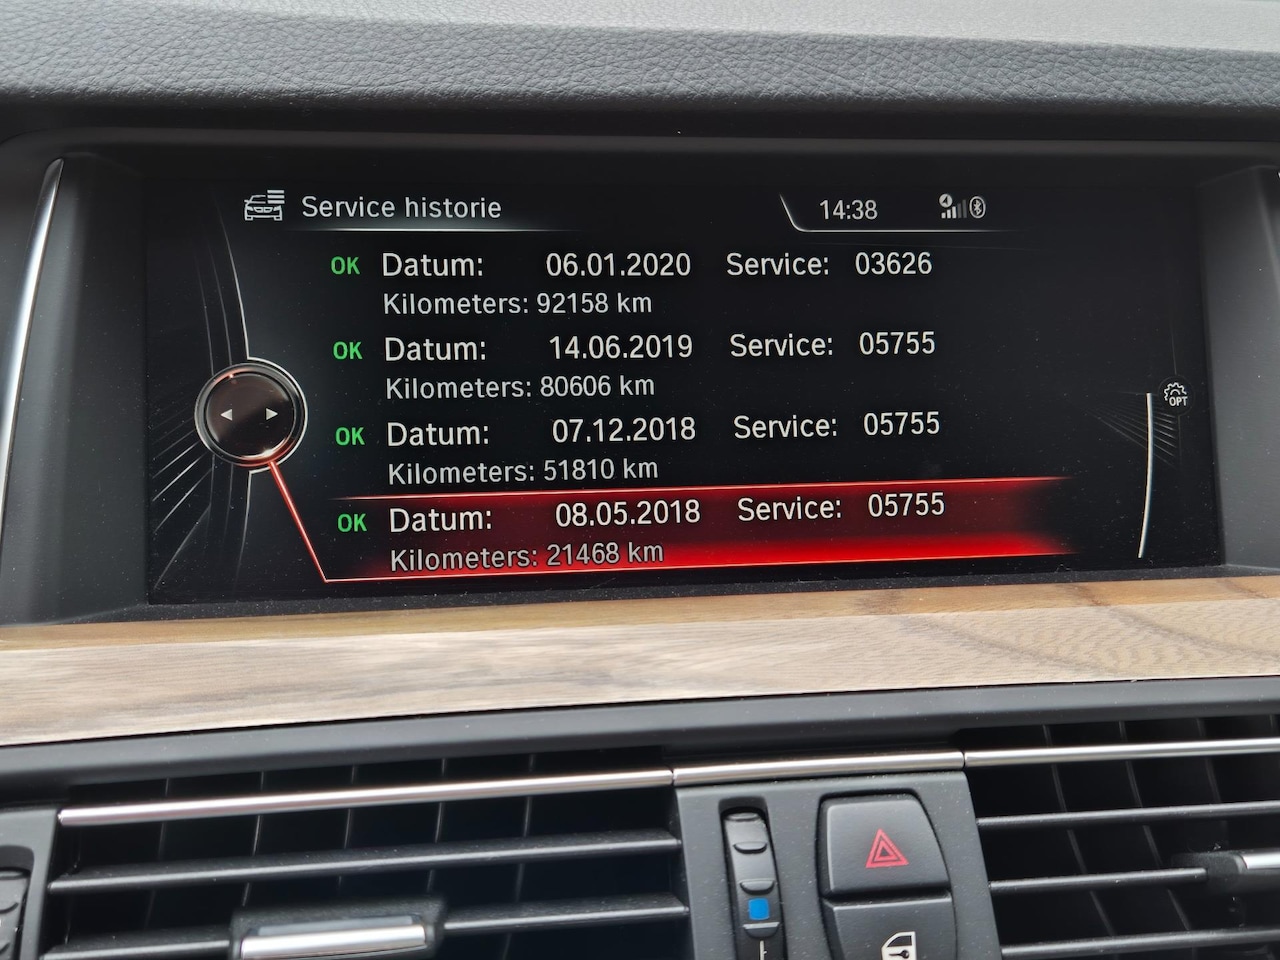 Service historie
14:38
OK Datum: 06.01.2020 Service: 03626
Kilometers: 92158 km
OK Datum: 14.06.2019 Service: 05755
Kilometers: 80606 km
OK Datum: 07.12.2018 Service: 05755
Kilometers: 51810 km
OK Datum: 08.05.2018 Service: 05755
Kilometers: 21468 km
OPT